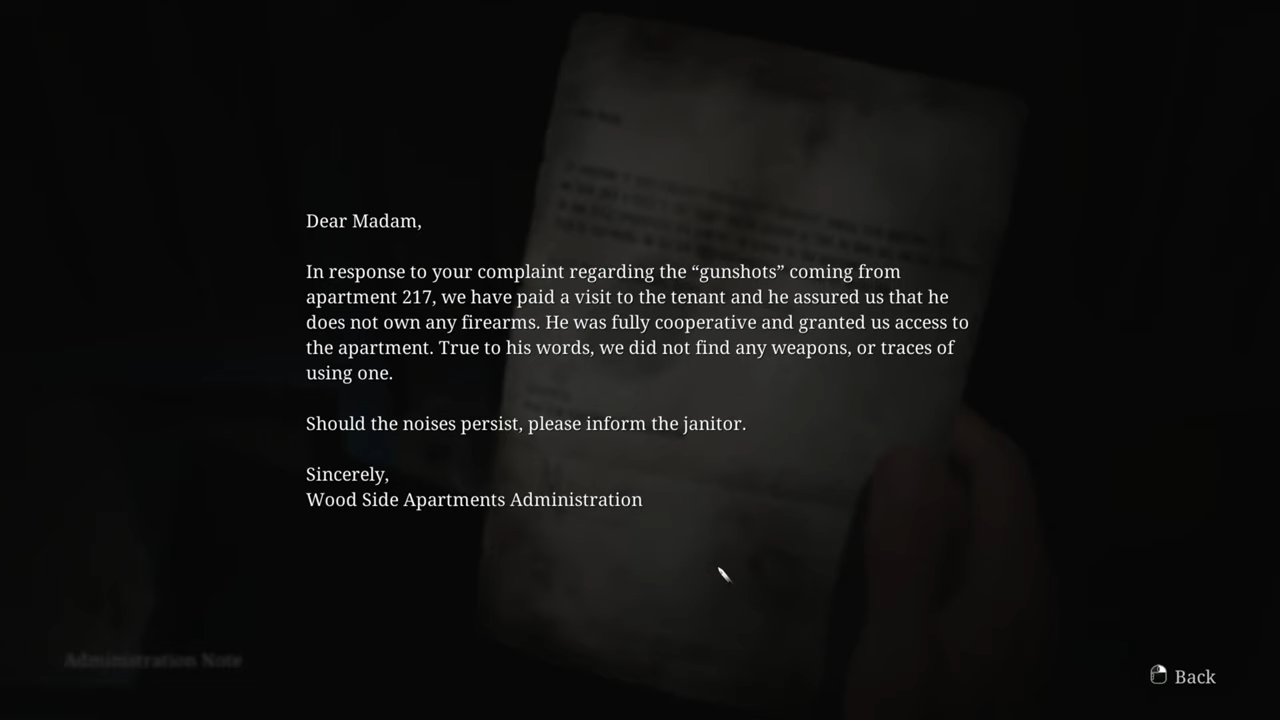 Dear Madam,
In response to your complaint regarding the “gunshots” coming from
apartment 217, we have paid a visit to the tenant and he assured us that he
does not own any firearms. He was fully cooperative and granted us access to
the apartment. True to his words, we did not find any weapons, or traces of
using one.
Should the noises persist, please inform the janitor.
Sincerely,
Wood Side Apartments Administration
Administration Note
Back